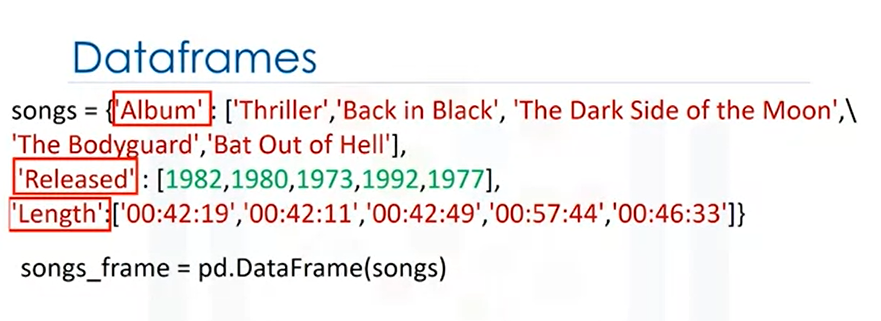 Dataframes
songs = {'Album' : ['Thriller','Back in Black', 'The Dark Side of the Moon',\
'The Bodyguard','Bat Out of Hell'],
'Released' : [1982,1980,1973,1992,1977],
'Length':['00:42:19','00:42:11','00:42:49','00:57:44','00:46:33']}
songs_frame = pd.DataFrame(songs)